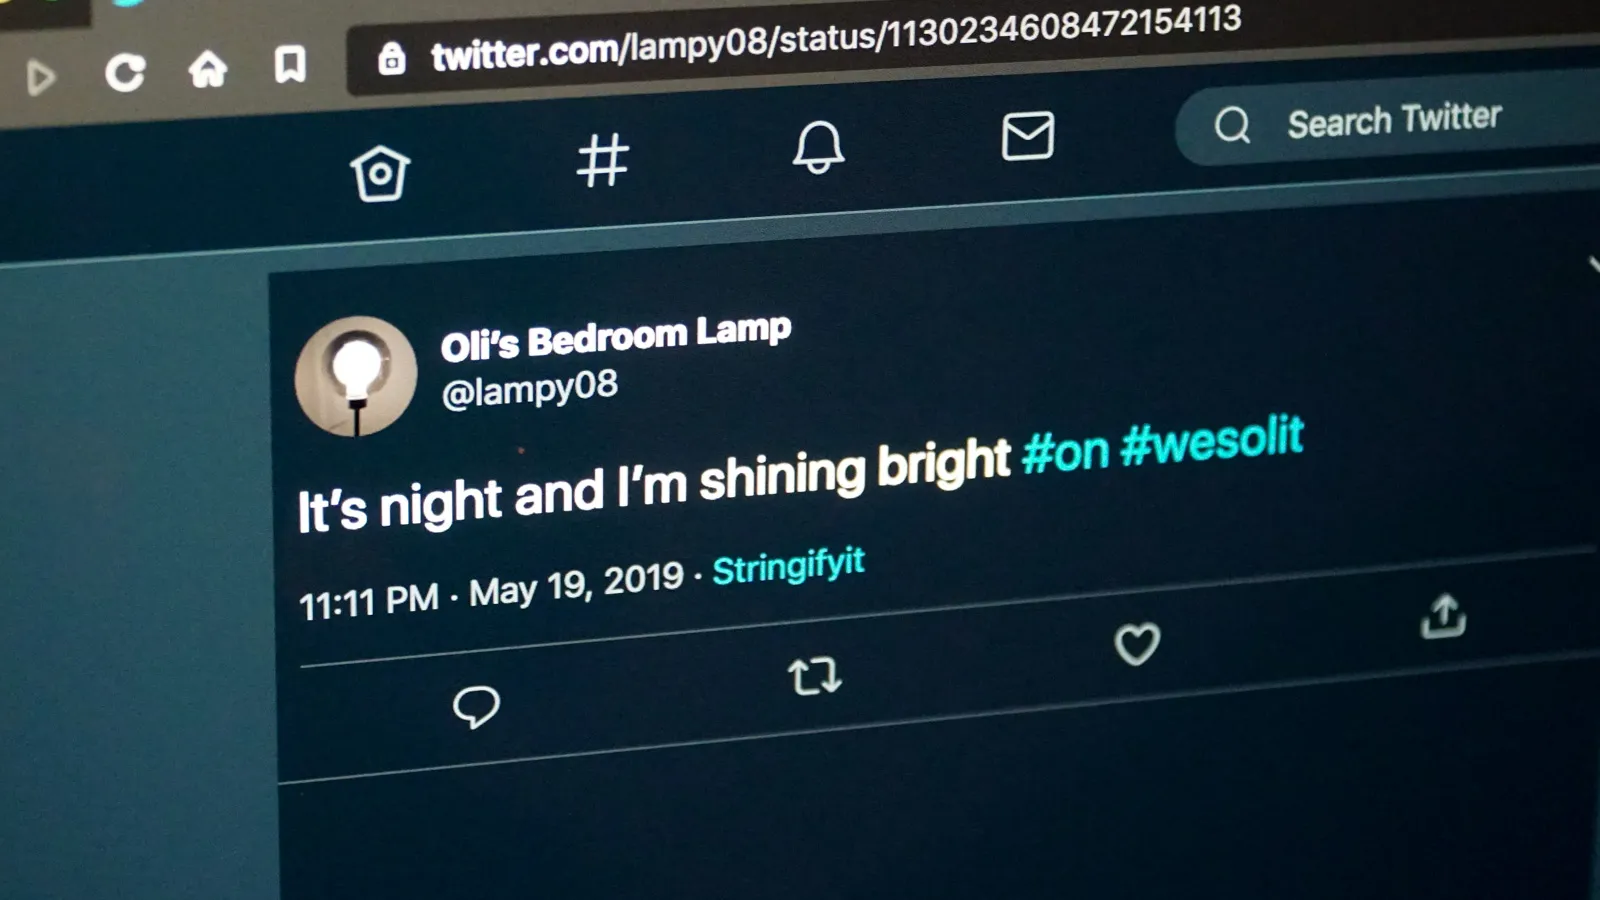 twitter.com/lampy08/status/1130234608472154113
Search Twitter
Oli’s Bedroom Lamp
@lampy08
It’s night and I’m shining bright #on #wesolit
11:11 PM · May 19, 2019 · Stringifyit